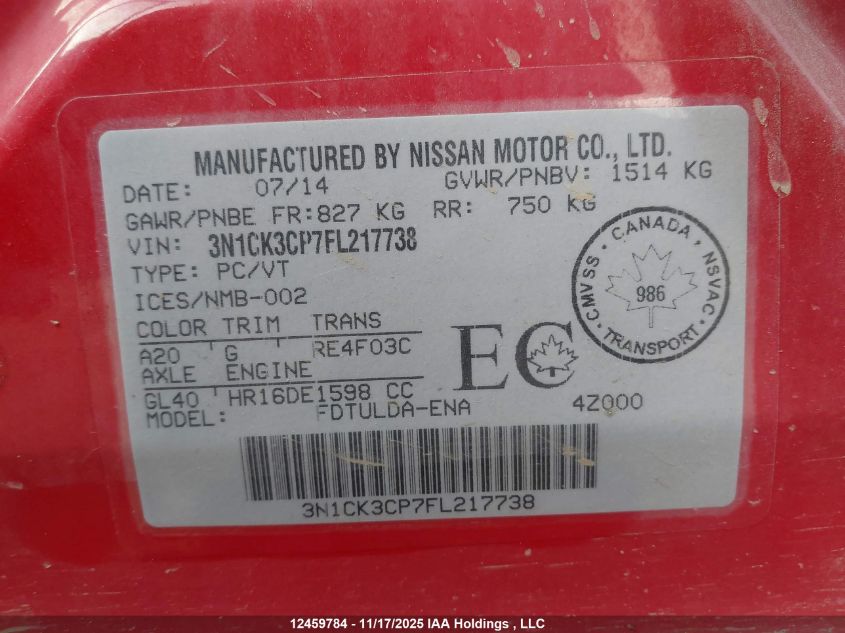 MANUFACTURED BY NISSAN MOTOR CO., LTD.
DATE: 07/14 GVWR/PNBV: 1514 KG
GAWR/PNBE FR:827 KG RR: 750 KG
VIN: 3N1CK3CP7FL217738
TYPE: PC/VT
ICES/NMB-002
COLOR TRIM TRANS
A20 G RE4F03C
AXLE ENGINE
GL40 HR16DE1598 CC
MODEL: FDTULDA-ENA 4Z000
CANADA
CMVSS · NSVAC
986
TRANSPORT
EC
3N1CK3CP7FL217738
12459784 - 11/17/2025 IAA Holdings , LLC